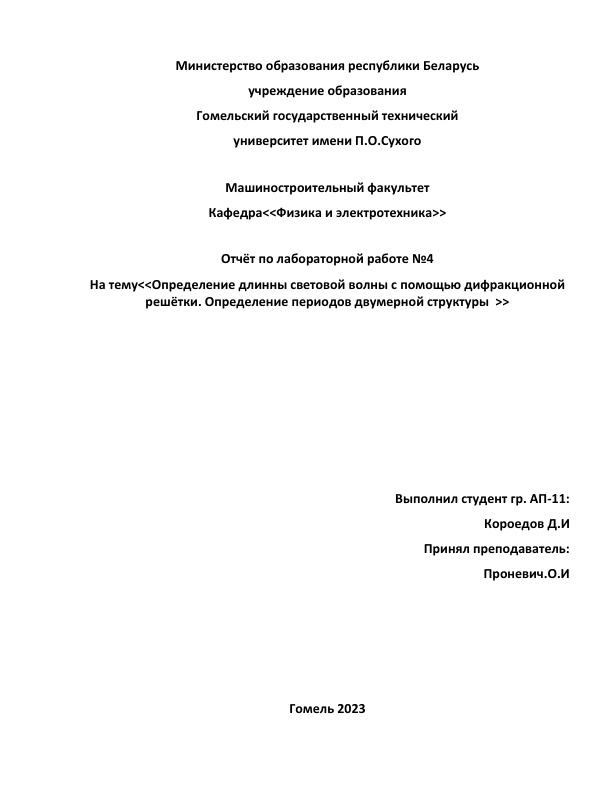 Министерство образования республики Беларусь
учреждение образования
Гомельский государственный технический
университет имени П.О.Сухого
Машиностроительный факультет
Кафедра<<Физика и электротехника>>
Отчёт по лабораторной работе №4
На тему<<Определение длинны световой волны с помощью дифракционной
решётки. Определение периодов двумерной структуры  >>
Выполнил студент гр. АП-11:
Короедов Д.И
Принял преподаватель:
Проневич.О.И
Гомель 2023